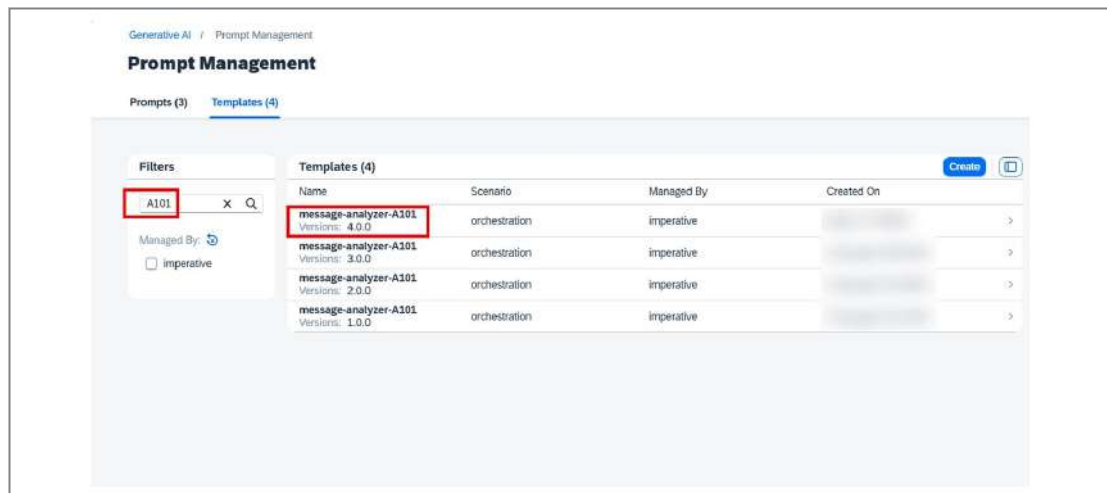 Generative AI / Prompt Management
Prompt Management
Prompts (3) Templates (4)
Filters
A101
Managed By:
imperative
Templates (4)
Create
Name Scenario Managed By Created On
message-analyzer-A101 orchestration imperative
Versions: 4.0.0
message-analyzer-A101 orchestration imperative
Versions: 3.0.0
message-analyzer-A101 orchestration imperative
Versions: 2.0.0
message-analyzer-A101 orchestration imperative
Versions: 1.0.0